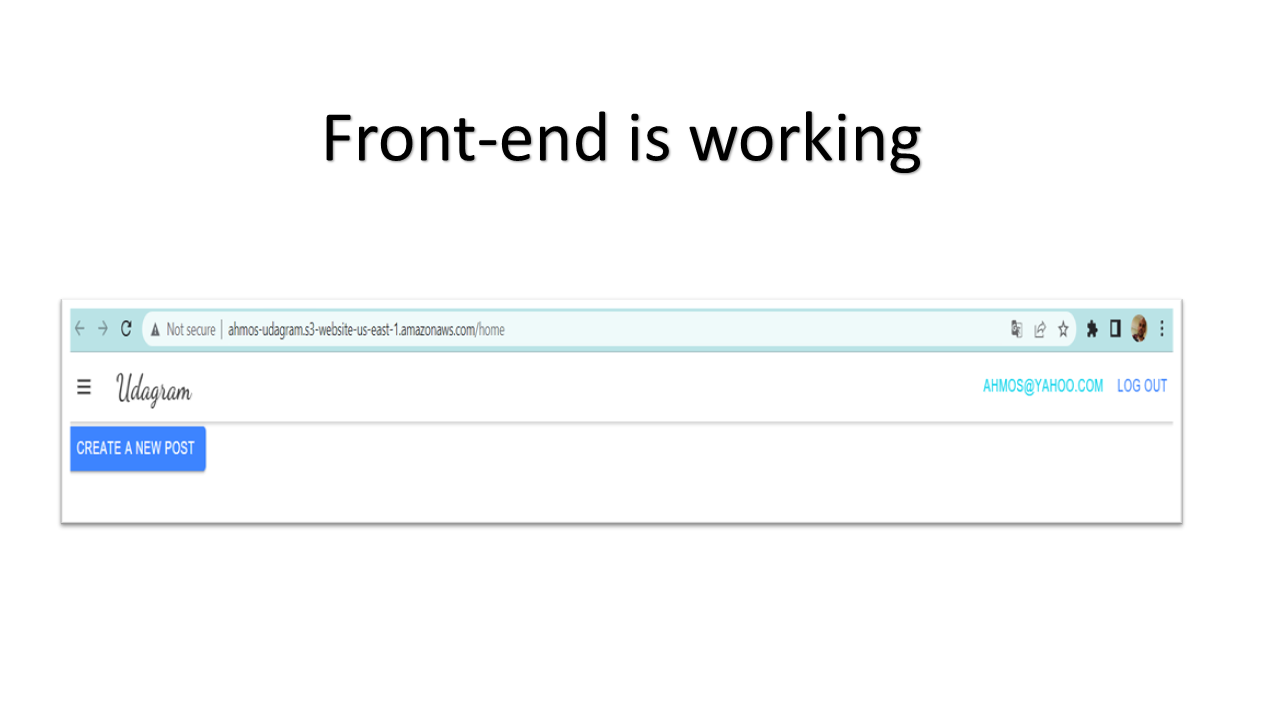 Front-end is working
Not secure | ahmos-udagram.s3-website-us-east-1.amazonaws.com/home
Udagram
AHMOS@YAHOO.COM LOG OUT
CREATE A NEW POST